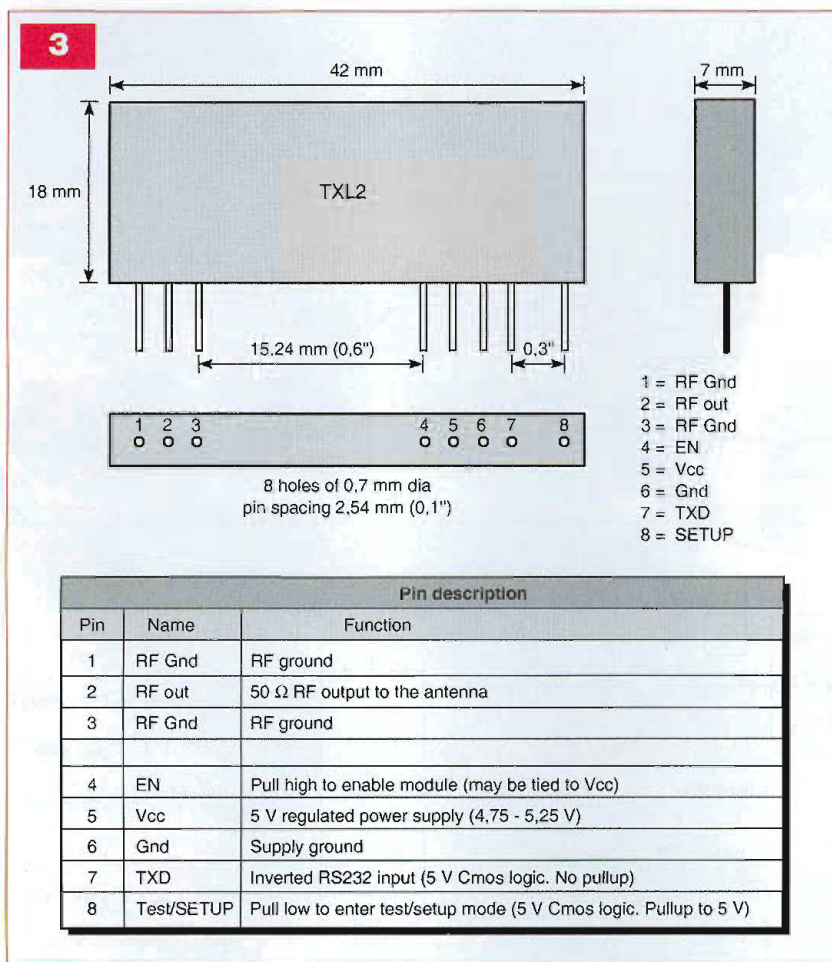 3
42 mm
7 mm
18 mm
TXL2
15.24 mm (0,6")
0,3"
1 2 3 4 5 6 7 8
8 holes of 0,7 mm dia
pin spacing 2,54 mm (0,1")
1 = RF Gnd
2 = RF out
3 = RF Gnd
4 = EN
5 = Vcc
6 = Gnd
7 = TXD
8 = SETUP
Pin description
Pin Name Function
1 RF Gnd RF ground
2 RF out 50 Ω RF output to the antenna
3 RF Gnd RF ground
4 EN Pull high to enable module (may be tied to Vcc)
5 Vcc 5 V regulated power supply (4,75 - 5,25 V)
6 Gnd Supply ground
7 TXD Inverted RS232 input (5 V Cmos logic. No pullup)
8 Test/SETUP Pull low to enter test/setup mode (5 V Cmos logic. Pullup to 5 V)